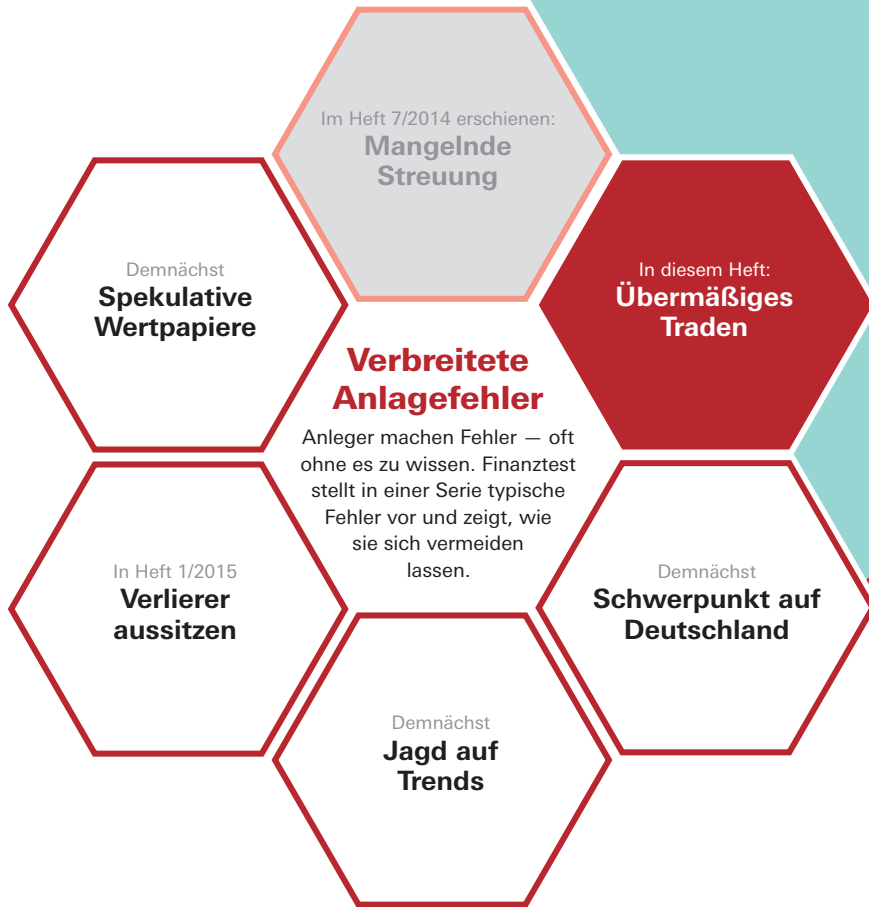 Im Heft 7/2014 erschienen:
Mangelnde
Streuung
Demnächst
Spekulative
Wertpapiere
In diesem Heft:
Übermäßiges
Traden
Verbreitete
Anlagefehler
Anleger machen Fehler — oft
ohne es zu wissen. Finanztest
stellt in einer Serie typische
Fehler vor und zeigt, wie
sie sich vermeiden
lassen.
In Heft 1/2015
Verlierer
aussitzen
Demnächst
Schwerpunkt auf
Deutschland
Demnächst
Jagd auf
Trends